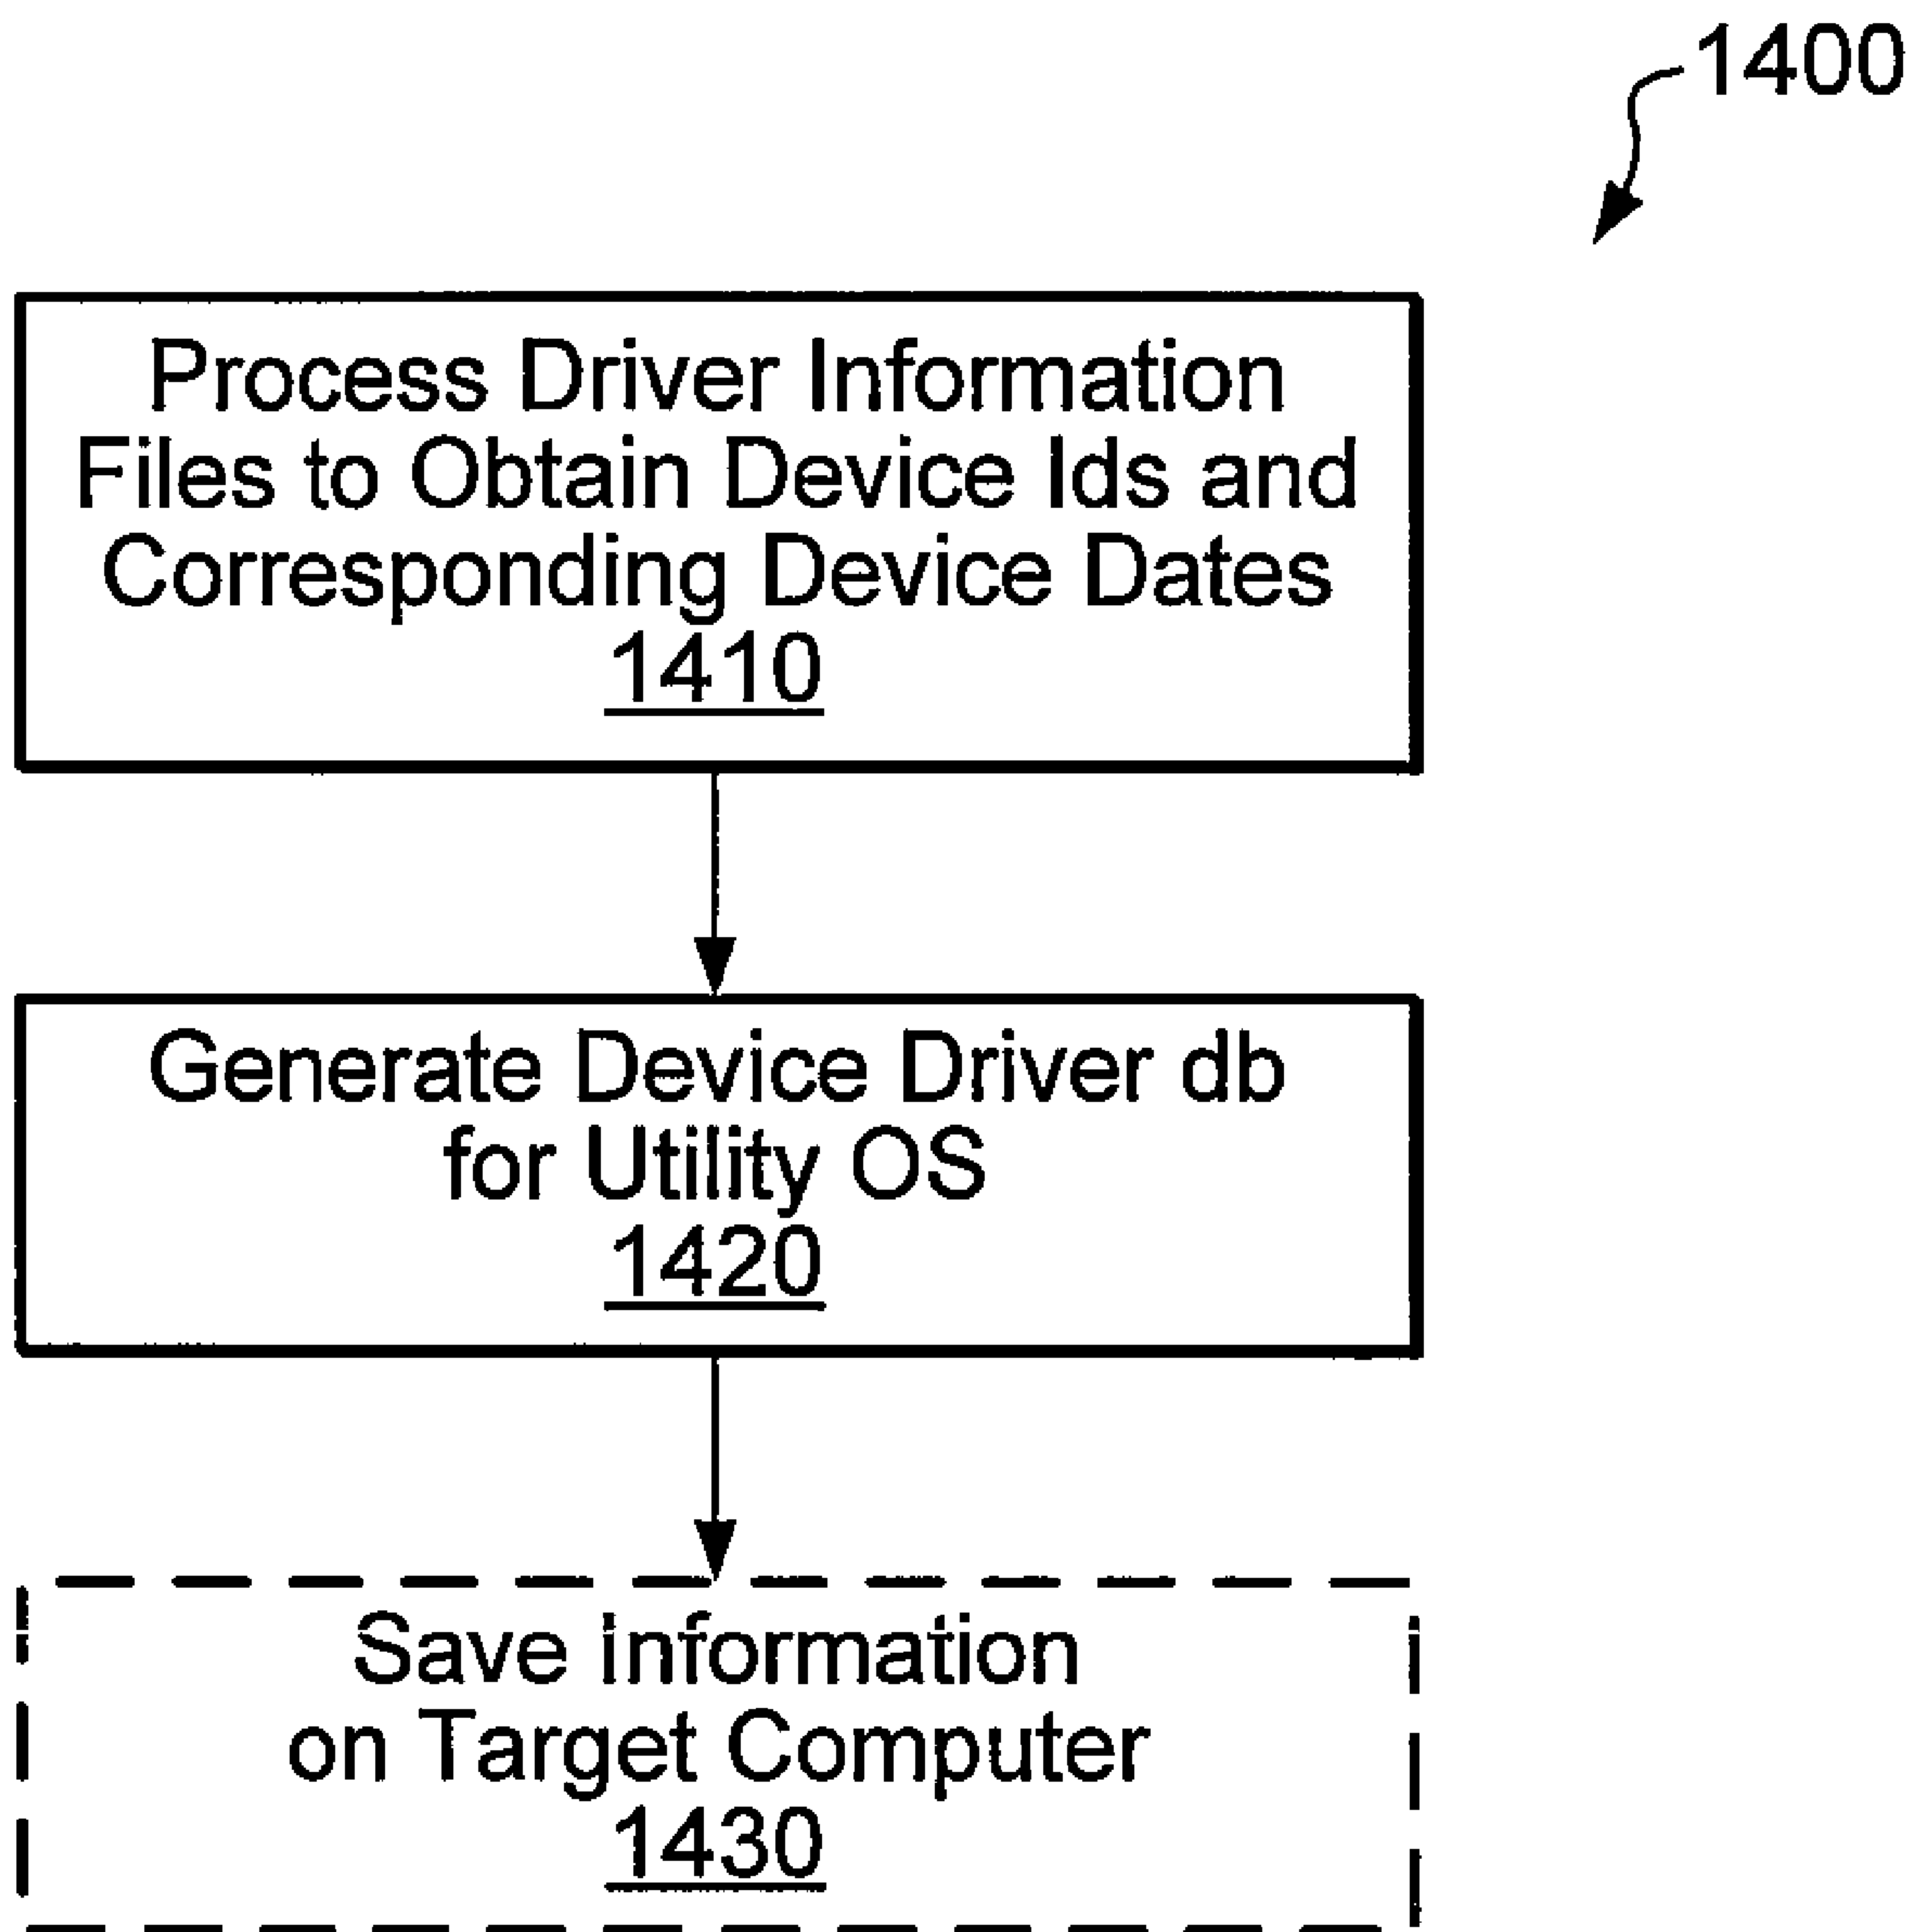 1400
Process Driver Information
Files to Obtain Device Ids and
Corresponding Device Dates
1410
Generate Device Driver db
for Utility OS
1420
Save information
on Target Computer
1430